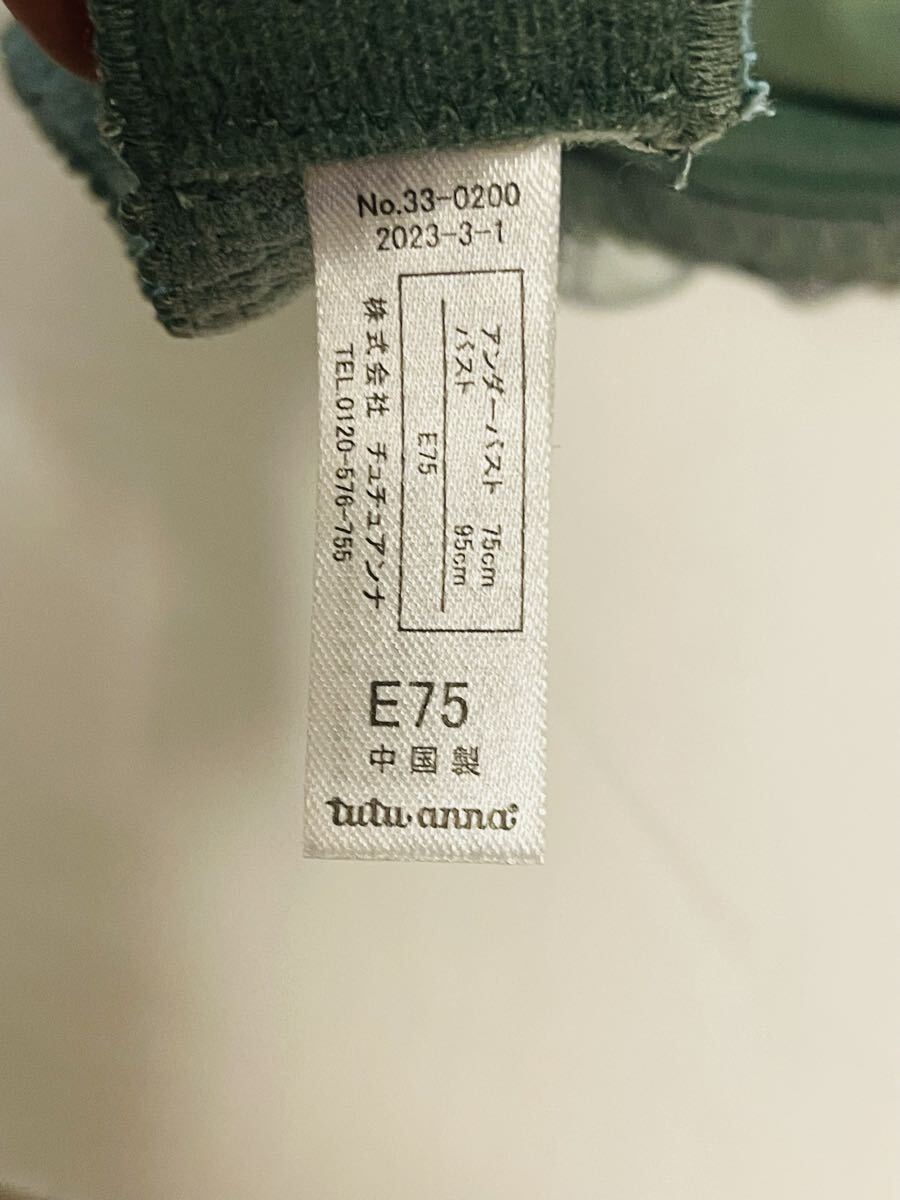 No.33-0200
2023-3-1
アンダーバスト 75cm
バスト 95cm
E75
株式会社 チュチュアンナ
TEL.0120-576-755
E75
中国製
tutu anna®